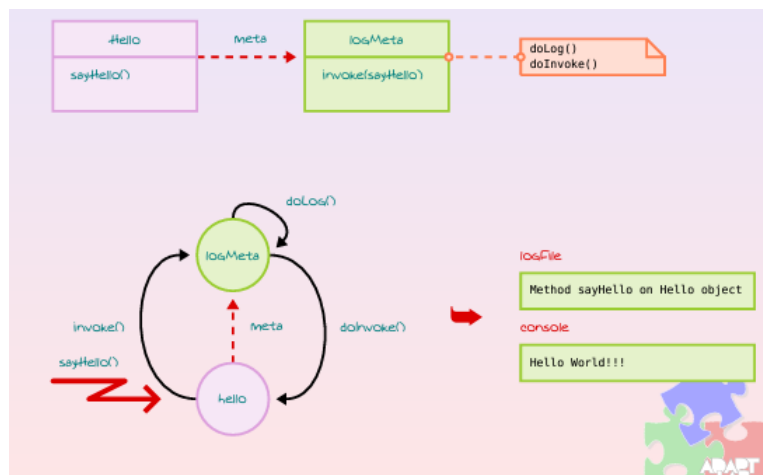 Hello
meta
logMeta
sayHello()
invoke(sayHello)
doLog()
doInvoke()
doLog()
logMeta
invoke()
meta
doInvoke()
sayHello()
hello
logFile
Method sayHello on Hello object
console
Hello World!!!
ADAPT